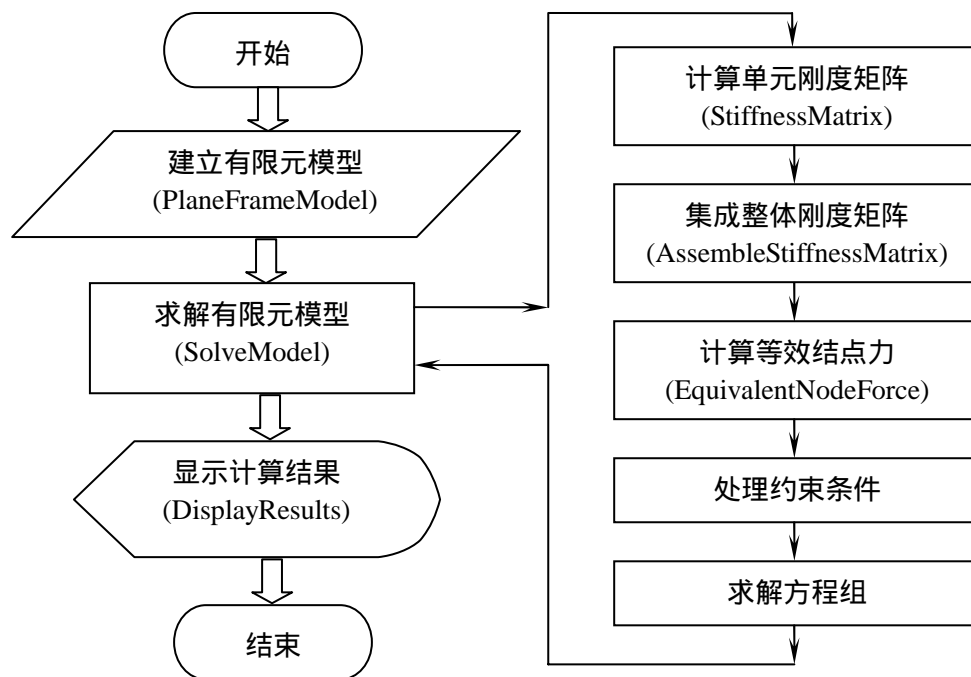 开始
建立有限元模型
(PlaneFrameModel)
求解有限元模型
(SolveModel)
显示计算结果
(DisplayResults)
结束
计算单元刚度矩阵
(StiffnessMatrix)
集成整体刚度矩阵
(AssembleStiffnessMatrix)
计算等效结点力
(EquivalentNodeForce)
处理约束条件
求解方程组